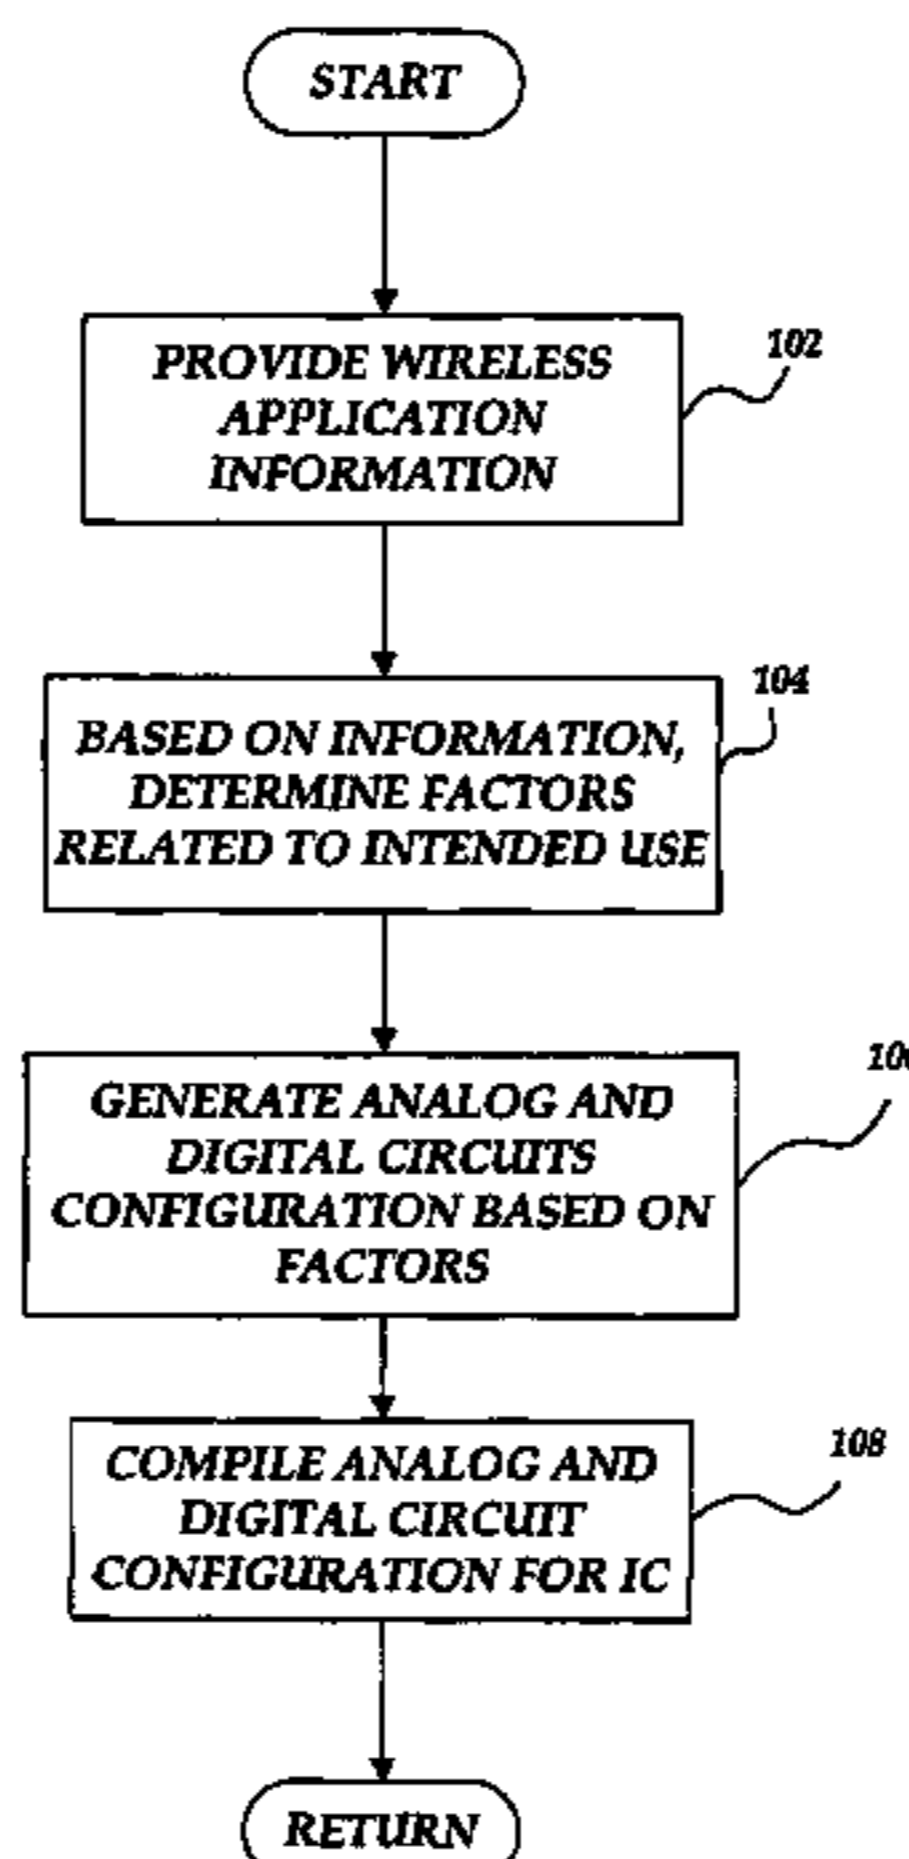 START
PROVIDE WIRELESS
APPLICATION
INFORMATION
102
BASED ON INFORMATION,
DETERMINE FACTORS
RELATED TO INTENDED USE
104
GENERATE ANALOG AND
DIGITAL CIRCUITS
CONFIGURATION BASED ON
FACTORS
COMPILE ANALOG AND
DIGITAL CIRCUIT
CONFIGURATION FOR IC
108
RETURN